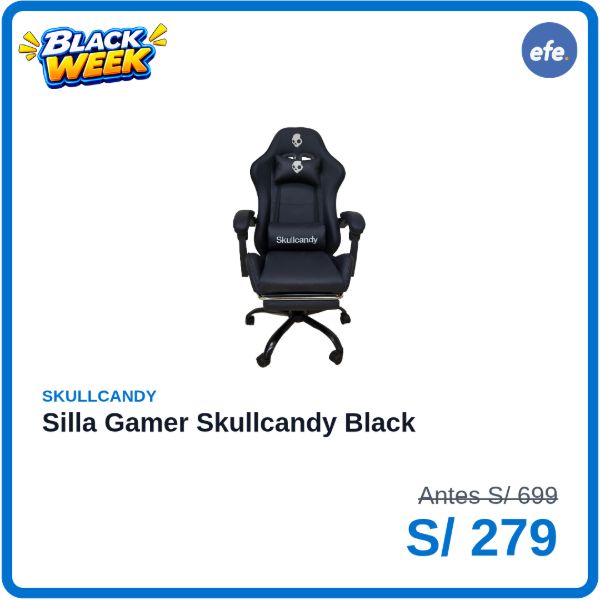 BLACK
WEEK
efe.
Skullcandy
SKULLCANDY
Silla Gamer Skullcandy Black
Antes S/ 699
S/ 279